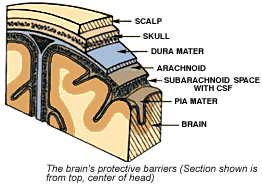 SCALP
SKULL
DURA MATER
ARACHNOID
SUBARACHNOID SPACE
WITH CSF
PIA MATER
BRAIN
The brain's protective barriers (Section shown is
from top, center of head)